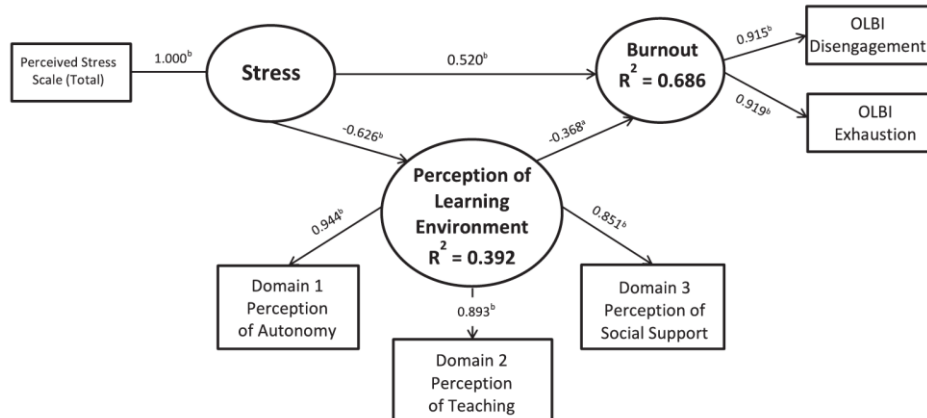 Perceived Stress
Scale (Total)
1.000ᵇ
Stress
0.520ᵇ
Burnout
R² = 0.686
0.915ᵇ
OLBI
Disengagement
0.919ᵇ
OLBI
Exhaustion
-0.626ᵇ
-0.368ᵃ
Perception of
Learning
Environment
R² = 0.392
0.944ᵇ
Domain 1
Perception
of Autonomy
0.893ᵇ
Domain 2
Perception
of Teaching
0.851ᵇ
Domain 3
Perception of
Social Support